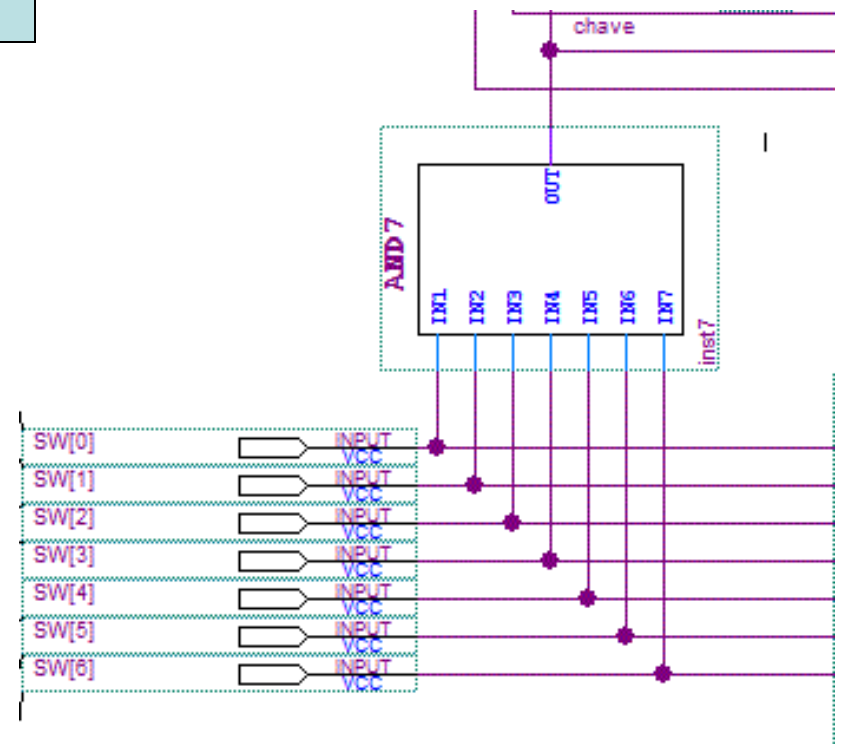 chave
OUT
AND7
IN1 IN2 IN3 IN4 IN5 IN6 IN7
inst7
SW[0] INPUT
VCC
SW[1] INPUT
VCC
SW[2] INPUT
VCC
SW[3] INPUT
VCC
SW[4] INPUT
VCC
SW[5] INPUT
VCC
SW[6] INPUT
VCC